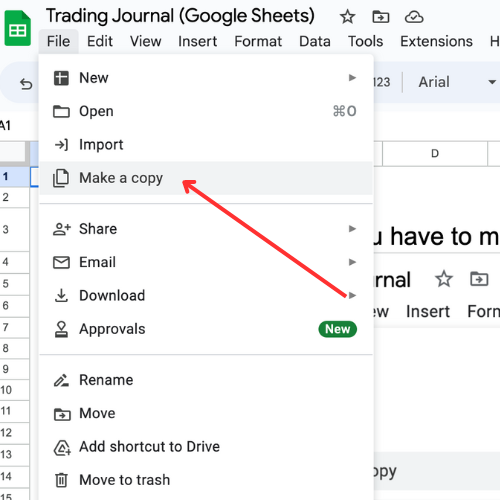 Trading Journal (Google Sheets)
File Edit View Insert Format Data Tools Extensions H
New
123 Arial
Open ⌘O
A1
Import
D
1 Make a copy
2
3 Share
u have to m
4 Email
5 Download
urnal
6 ew Insert Forn
7 Approvals New
8
9 Rename
10
11 Move
12
13 Add shortcut to Drive
14 opy
15 Move to trash